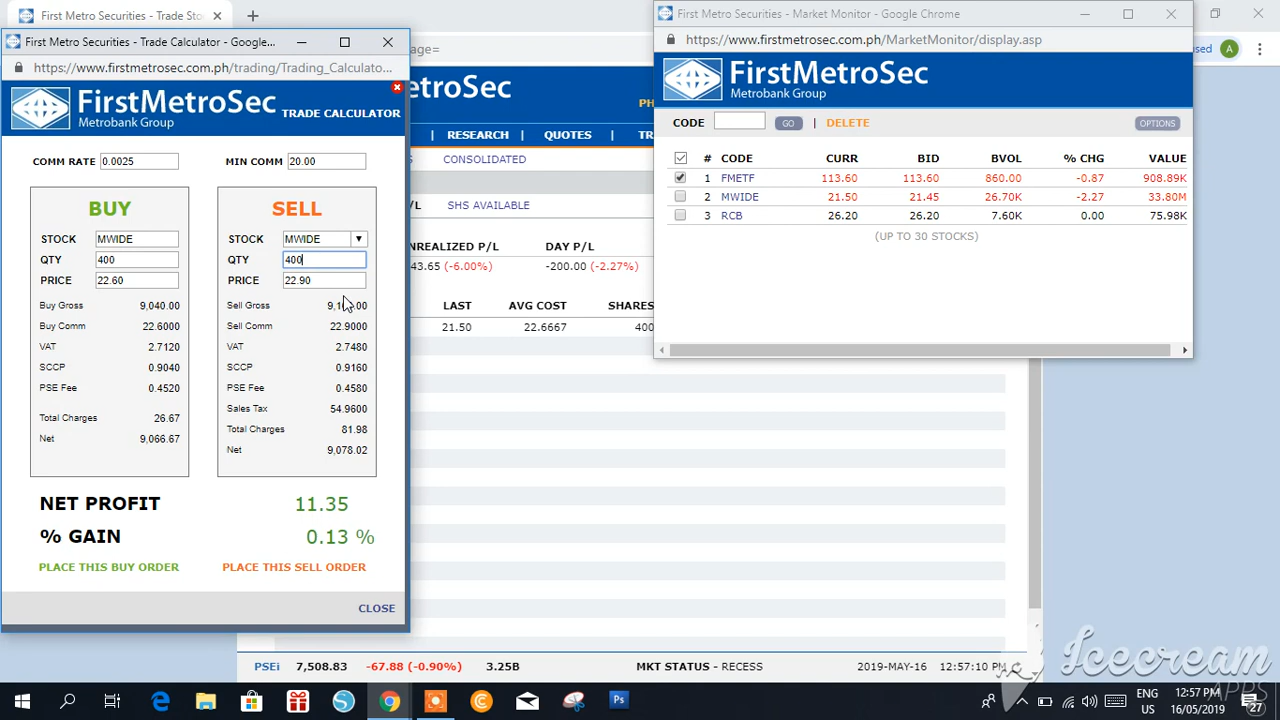 First Metro Securities - Trade Sto
First Metro Securities - Trade Calculator - Google...
https://www.firstmetrosec.com.ph/trading/Trading_Calculato...
FirstMetroSec
Metrobank Group
TRADE CALCULATOR
COMM RATE 0.0025 MIN COMM 20.00
BUY SELL
STOCK MWIDE STOCK MWIDE
QTY 400 QTY 400
PRICE 22.60 PRICE 22.90
Buy Gross 9,040.00 Sell Gross
Buy Comm 22.6000 Sell Comm 22.9000
VAT 2.7120 VAT 2.7480
SCCP 0.9040 SCCP 0.9160
PSE Fee 0.4520 PSE Fee 0.4580
Sales Tax 54.9600
Total Charges 26.67 Total Charges 81.98
Net 9,066.67 Net 9,078.02
NET PROFIT 11.35
% GAIN 0.13 %
PLACE THIS BUY ORDER PLACE THIS SELL ORDER
CLOSE
First Metro Securities - Market Monitor - Google Chrome
https://www.firstmetrosec.com.ph/MarketMonitor/display.asp
FirstMetroSec
Metrobank Group
CODE GO | DELETE OPTIONS
# CODE CURR BID BVOL % CHG VALUE
1 FMETF 113.60 113.60 860.00 -0.87 908.89K
2 MWIDE 21.50 21.45 26.70K -2.27 33.80M
3 RCB 26.20 26.20 7.60K 0.00 75.98K
(UP TO 30 STOCKS)
age=
etroSec
PH
| RESEARCH | QUOTES | TR
CONSOLIDATED
/L SHS AVAILABLE
NREALIZED P/L DAY P/L
43.65 (-6.00%) -200.00 (-2.27%)
LAST AVG COST SHARES
21.50 22.6667 400
used A
PSEi 7,508.83 -67.88 (-0.90%) 3.25B MKT STATUS - RECESS 2019-MAY-16 12:57:10 PM
Icecream
APPS
ENG 12:57 PM
US 16/05/2019
27
Ps